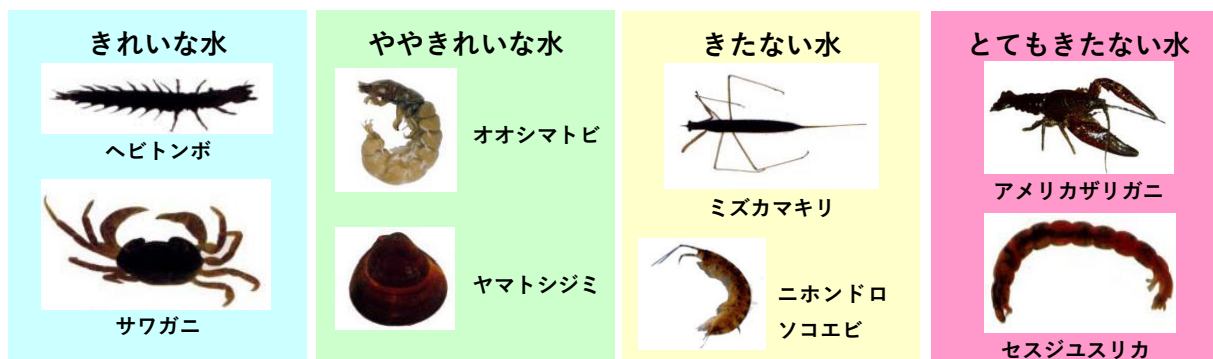 きれいな水
ヘビトンボ
サワガニ
ややきれいな水
オオシマトビ
ヤマトシジミ
きたない水
ミズカマキリ
ニホンドロ
ソコエビ
とてもきたない水
アメリカザリガニ
セスジユスリカ